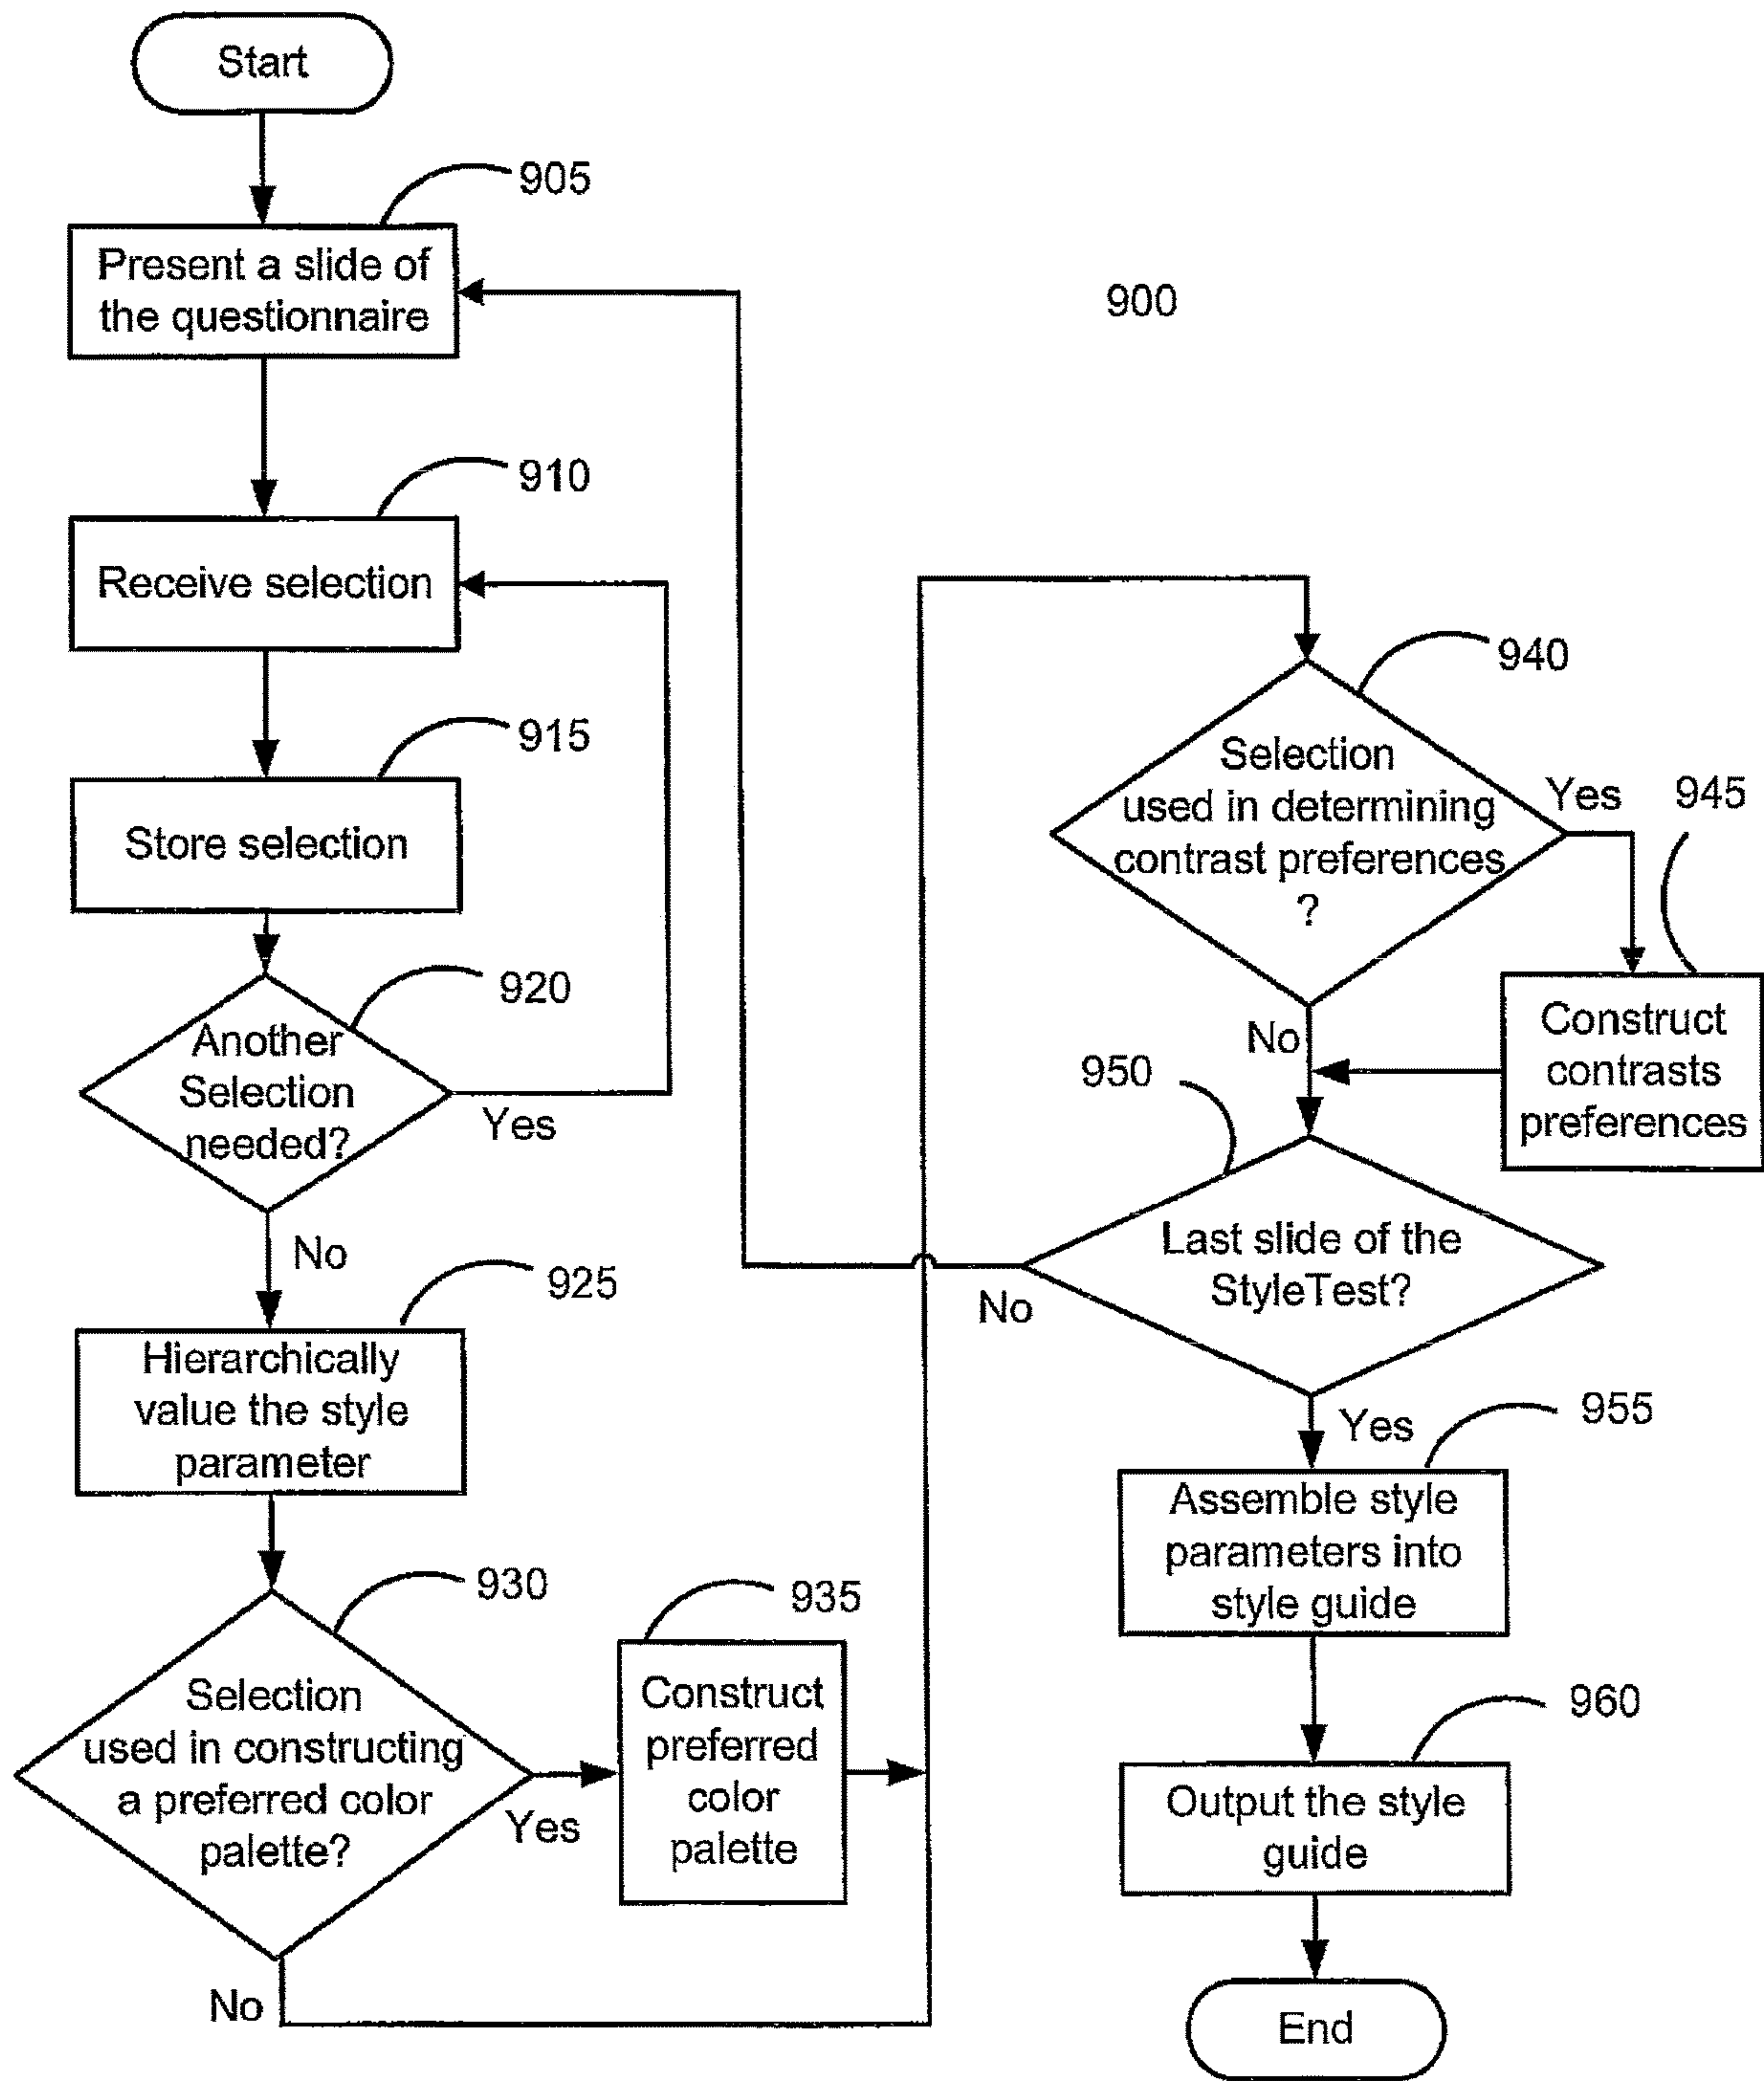 Start
905
Present a slide of
the questionnaire
900
910
Receive selection
915
Store selection
920
Another
Selection
needed?
Yes
No
925
Hierarchically
value the style
parameter
930
Selection
used in constructing
a preferred color
palette?
Yes
No
935
Construct
preferred
color
palette
940
Selection
used in determining
contrast preferences
?
Yes
No
945
Construct
contrasts
preferences
950
Last slide of the
StyleTest?
No
Yes
955
Assemble style
parameters into
style guide
960
Output the style
guide
End